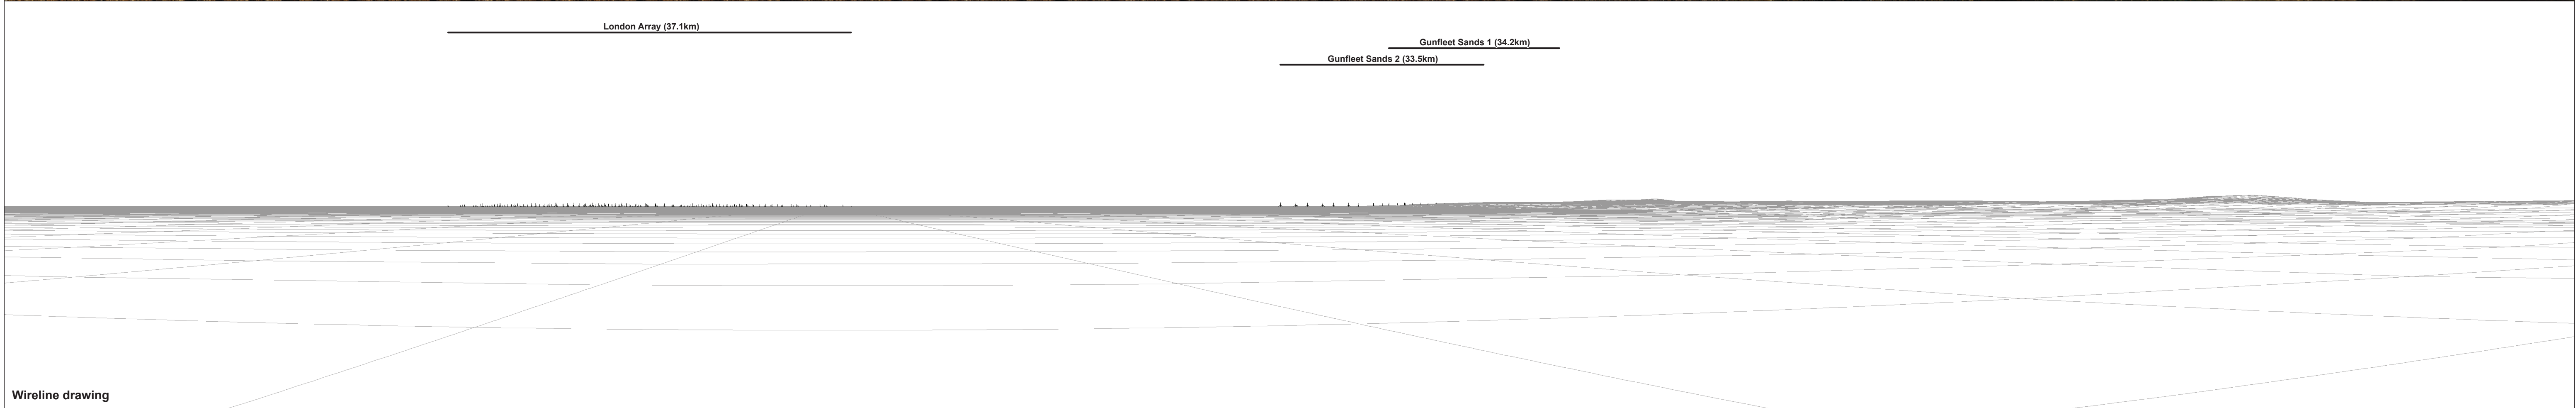 London Array (37.1km)
Gunfleet Sands 1 (34.2km)
Gunfleet Sands 2 (33.5km)
Wireline drawing